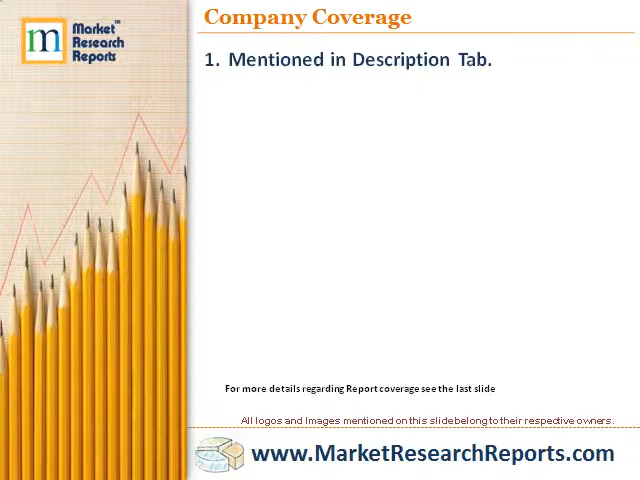 Company Coverage
m
Market™
Research
Reports
1. Mentioned in Description Tab.
For more details regarding Report coverage see the last slide
All logos and Images mentioned on this slide belong to their respective owners.
www.MarketResearchReports.com